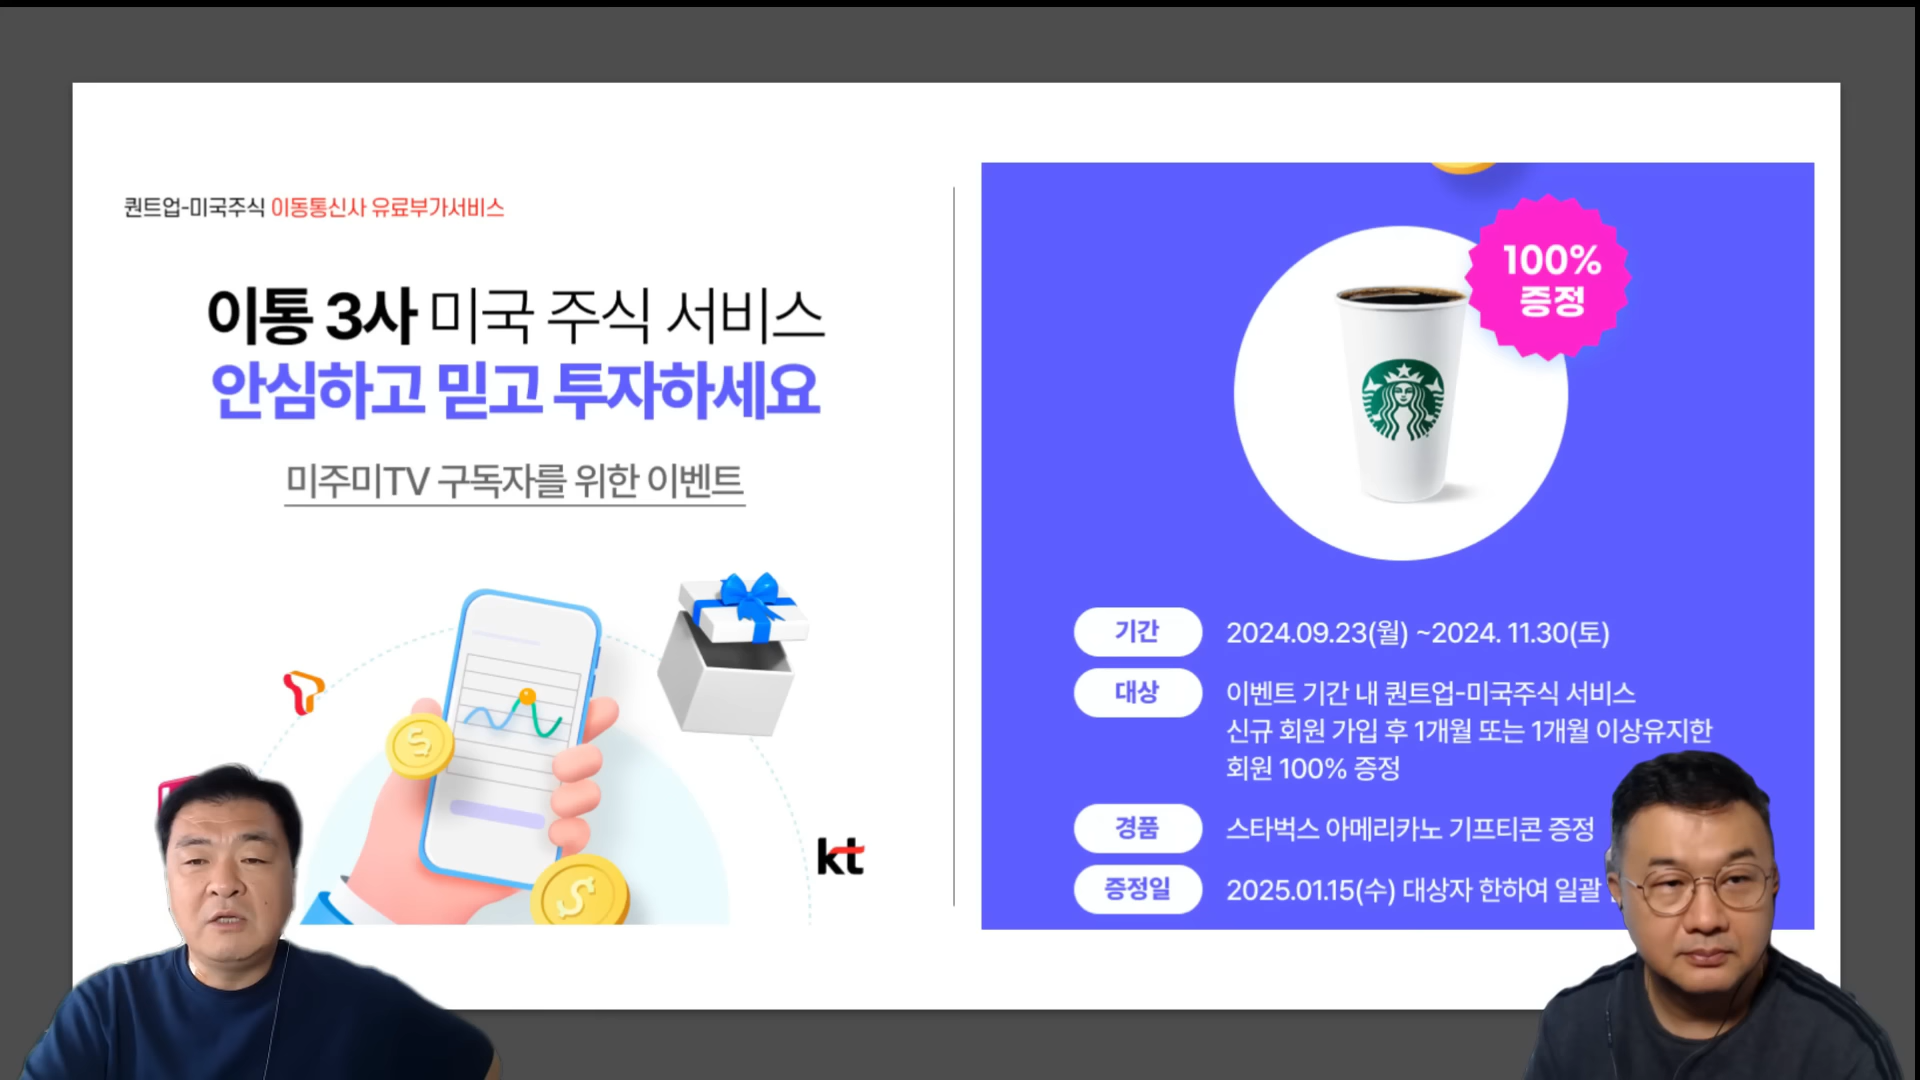 퀀트업-미국주식 이동통신사 유료부가서비스
이통 3사 미국 주식 서비스
안심하고 믿고 투자하세요
미주미TV 구독자를 위한 이벤트
kt
100%
증정
기간 2024.09.23(월) ~2024. 11.30(토)
대상 이벤트 기간 내 퀀트업-미국주식 서비스
신규 회원 가입 후 1개월 또는 1개월 이상유지한
회원 100% 증정
경품 스타벅스 아메리카노 기프티콘 증정
증정일 2025.01.15(수) 대상자 한하여 일괄